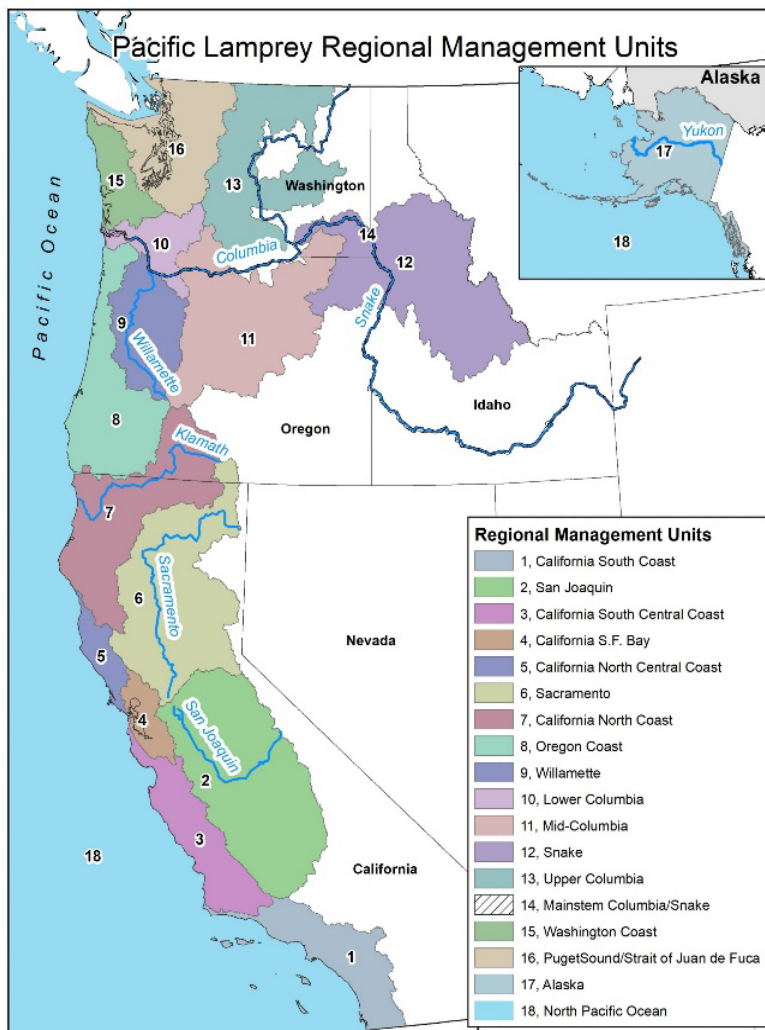 Pacific Lamprey Regional Management Units
Alaska
Yukon
17
18
16
15
13
Washington
10
14
Columbia
12
Pacific Ocean
9
Willamette
11
Snake
Idaho
8
Oregon
Klamath
7
Sacramento
6
Nevada
5
4
San Joaquin
2
3
18
California
1
Regional Management Units
1, California South Coast
2, San Joaquin
3, California South Central Coast
4, California S.F. Bay
5, California North Central Coast
6, Sacramento
7, California North Coast
8, Oregon Coast
9, Willamette
10, Lower Columbia
11, Mid-Columbia
12, Snake
13, Upper Columbia
14, Mainstem Columbia/Snake
15, Washington Coast
16, PugetSound/Strait of Juan de Fuca
17, Alaska
18, North Pacific Ocean